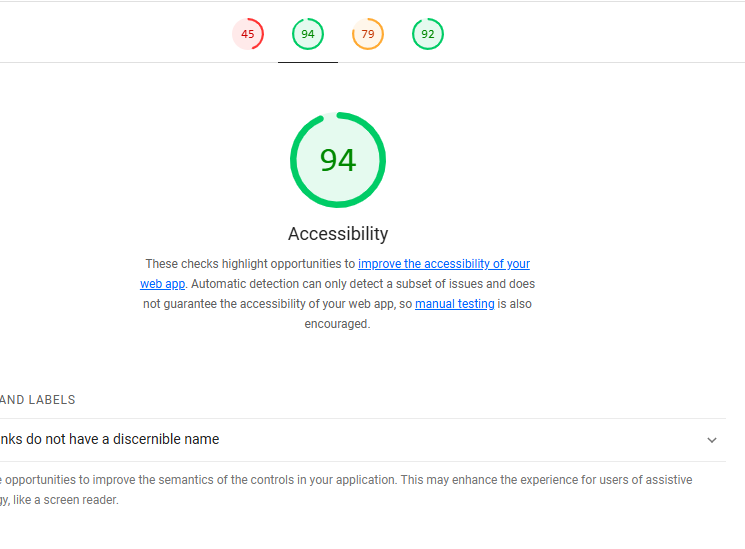 45 94 79 92
94
Accessibility
These checks highlight opportunities to improve the accessibility of your
web app. Automatic detection can only detect a subset of issues and does
not guarantee the accessibility of your web app, so manual testing is also
encouraged.
AND LABELS
nks do not have a discernible name
opportunities to improve the semantics of the controls in your application. This may enhance the experience for users of assistive
gy, like a screen reader.